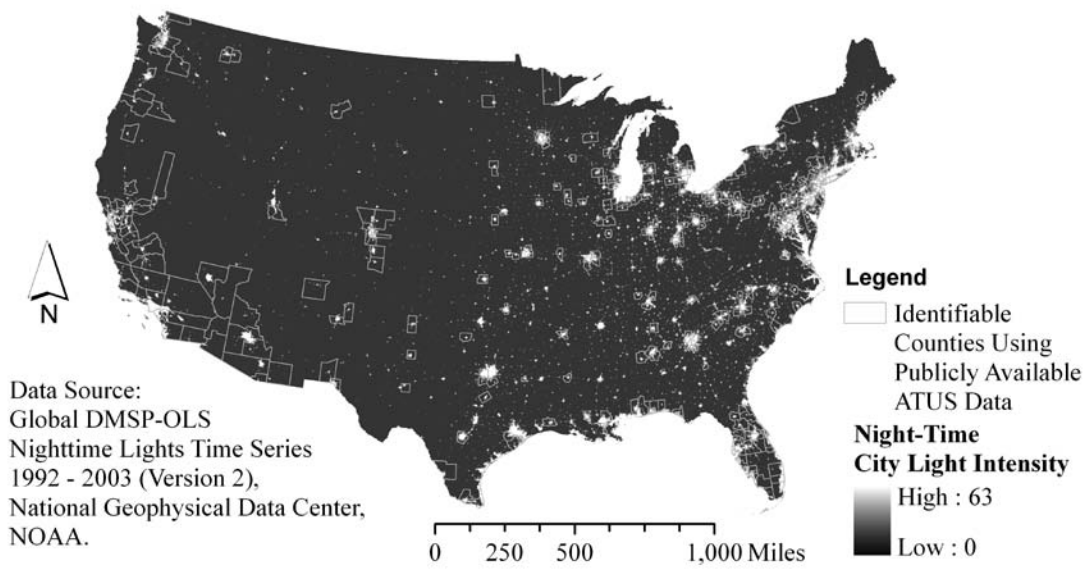 N
Data Source:
Global DMSP-OLS
Nighttime Lights Time Series
1992 - 2003 (Version 2),
National Geophysical Data Center,
NOAA.
0 250 500 1,000 Miles
Legend
Identifiable
Counties Using
Publicly Available
ATUS Data
Night-Time
City Light Intensity
High : 63
Low : 0